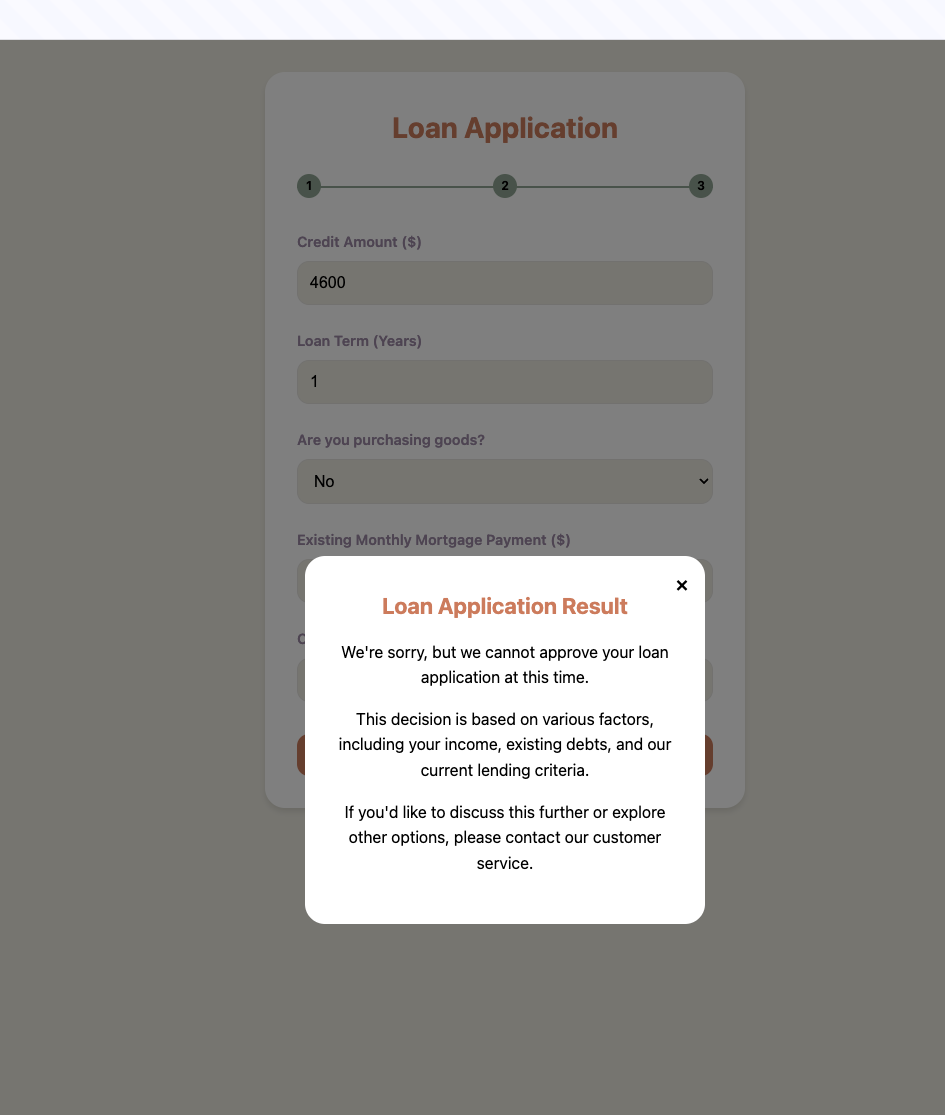 Loan Application
1 2 3
Credit Amount ($)
4600
Loan Term (Years)
1
Are you purchasing goods?
No
Existing Monthly Mortgage Payment ($)
×
Loan Application Result
We're sorry, but we cannot approve your loan
application at this time.
This decision is based on various factors,
including your income, existing debts, and our
current lending criteria.
If you'd like to discuss this further or explore
other options, please contact our customer
service.